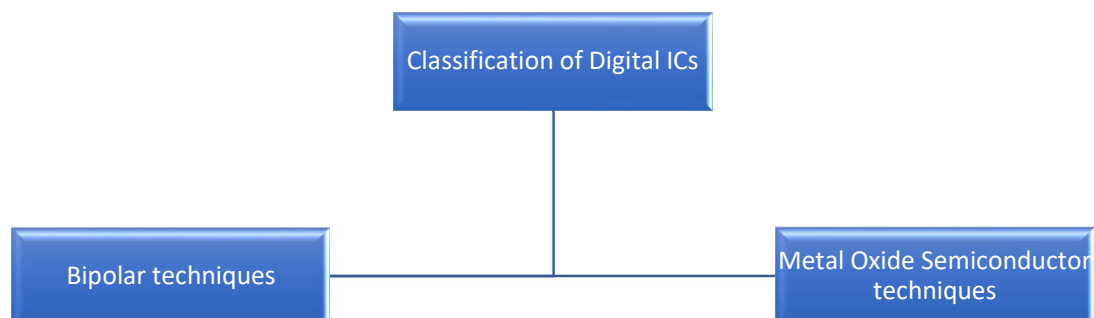 Classification of Digital ICs
Bipolar techniques
Metal Oxide Semiconductor
techniques